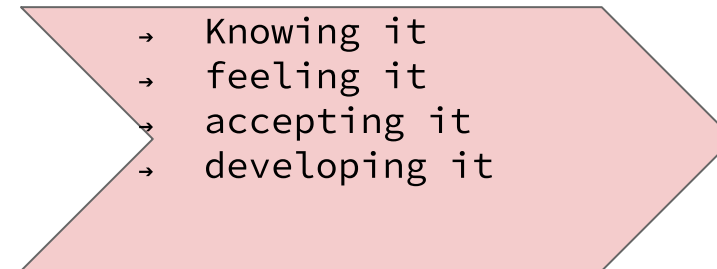 ➔ Knowing it
➔ feeling it
➔ accepting it
➔ developing it